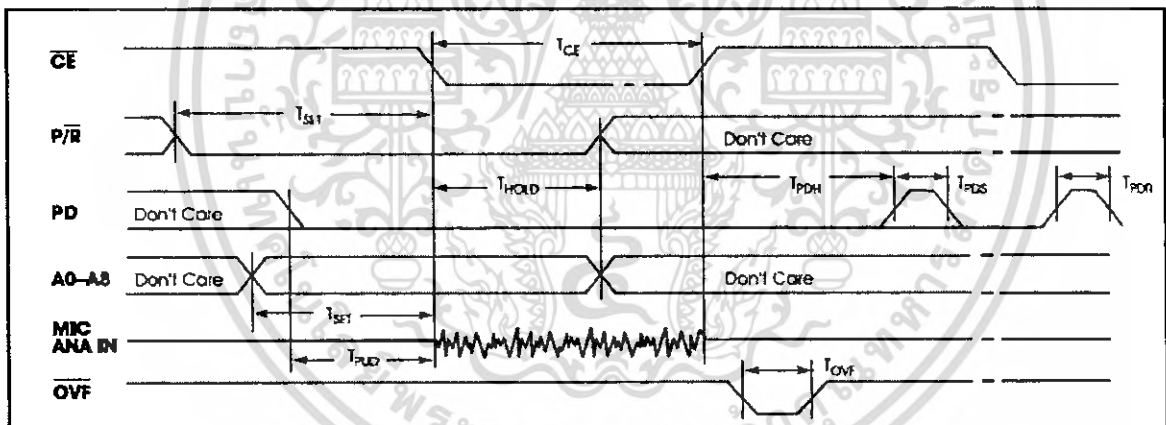 CE
T_CE
P/R
T_SET
Don't Care
PD
Don't Care
T_HOLD
T_PDH
T_PDS
T_PDR
A0–A8
Don't Care
Don't Care
T_SET
MIC
ANA IN
T_PUD
OVF
T_OVF